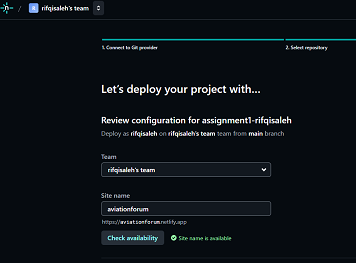 / R rifqisaleh's team
1. Connect to Git provider
2. Select repository
Let's deploy your project with…
Review configuration for assignment1-rifqisaleh
Deploy as rifqisaleh on rifqisaleh's team team from main branch
Team
rifqisaleh's team
Site name
aviationforum
https://aviationforum.netlify.app
Check availability
Site name is available